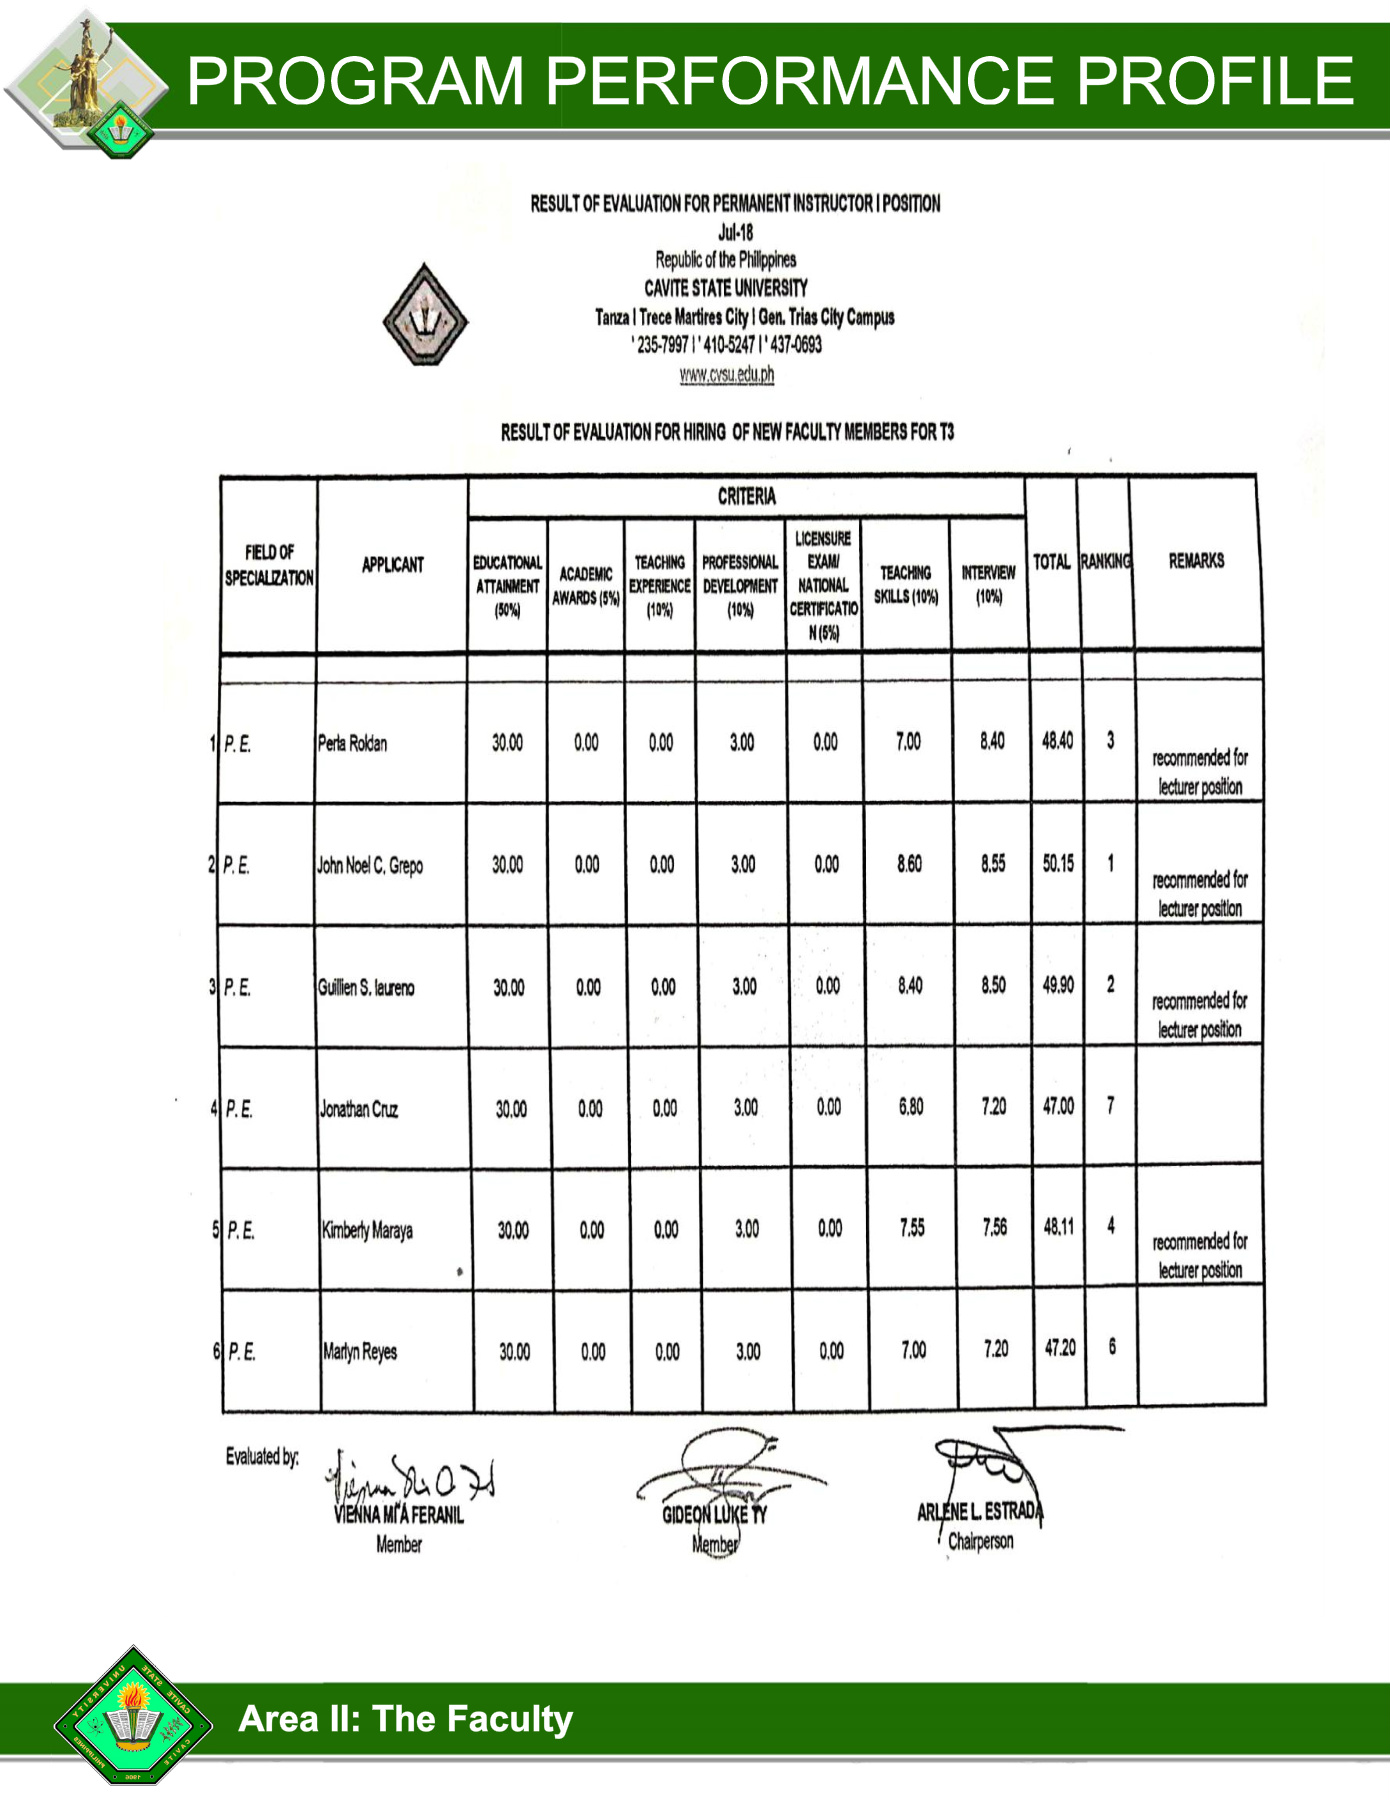 PROGRAM PERFORMANCE PROFILE
RESULT OF EVALUATION FOR PERMANENT INSTRUCTOR I POSITION
Jul-18
Republic of the Philippines
CAVITE STATE UNIVERSITY
Tanza I Trece Martires City I Gen. Trias City Campus
' 235-7997 I ' 410-5247 I ' 437-0693
www.cvsu.edu.ph
RESULT OF EVALUATION FOR HIRING OF NEW FACULTY MEMBERS FOR T3
FIELD OF SPECIALIZATION APPLICANT CRITERIA TOTAL RANKING REMARKS
EDUCATIONAL ATTAINMENT (50%) ACADEMIC AWARDS (5%) TEACHING EXPERIENCE (10%) PROFESSIONAL DEVELOPMENT (10%) LICENSURE EXAM/ NATIONAL CERTIFICATIO N (5%) TEACHING SKILLS (10%) INTERVIEW (10%)
1 P. E. Perla Roldan 30.00 0.00 0.00 3.00 0.00 7.00 8.40 48.40 3 recommended for lecturer position
2 P. E. John Noel C, Grepo 30.00 0.00 0.00 3.00 0.00 8.60 8.55 50.15 1 recommended for lecturer position
3 P. E. Guillien S. laureno 30.00 0.00 0.00 3.00 0.00 8.40 8.50 49.90 2 recommended for lecturer position
4 P. E. Jonathan Cruz 30.00 0.00 0.00 3.00 0.00 6.80 7.20 47.00 7
5 P. E. Kimberly Maraya 30.00 0.00 0.00 3.00 0.00 7.55 7.56 48.11 4 recommended for lecturer position
6 P. E. Marlyn Reyes 30.00 0.00 0.00 3.00 0.00 7.00 7.20 47.20 6
Evaluated by:
VIENNA MI'A FERANIL GIDEON LUKE TY ARLENE L. ESTRADA
Member Member Chairperson
CAVITE STATE UNIVERSITY
CAVITE PHILIPPINES
1906
Area II: The Faculty